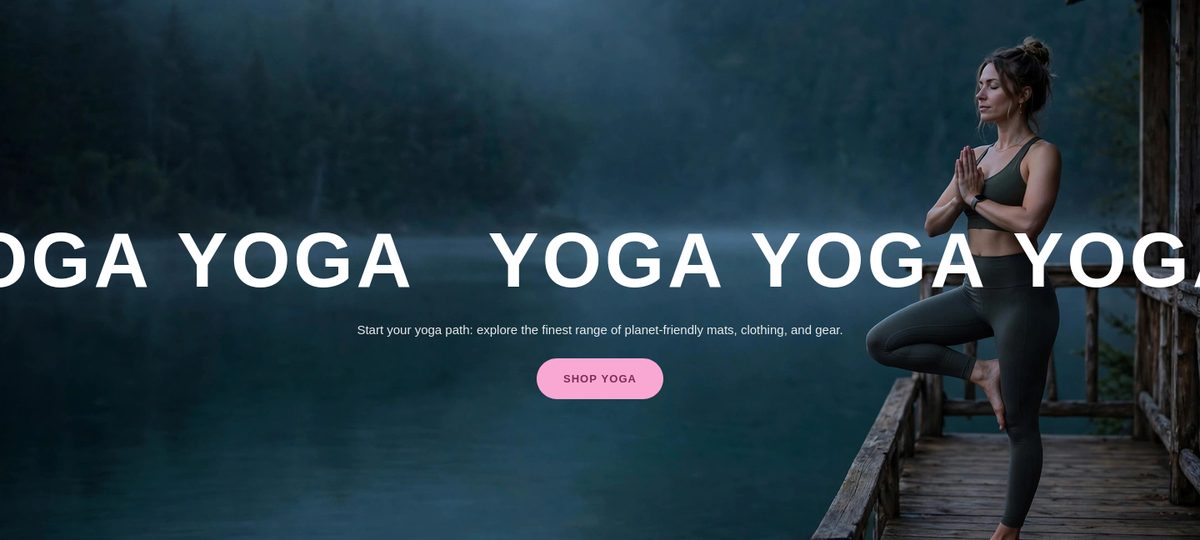 OGA YOGA YOGA YOGA YOGA
Start your yoga path: explore the finest range of planet-friendly mats, clothing, and gear.
SHOP YOGA